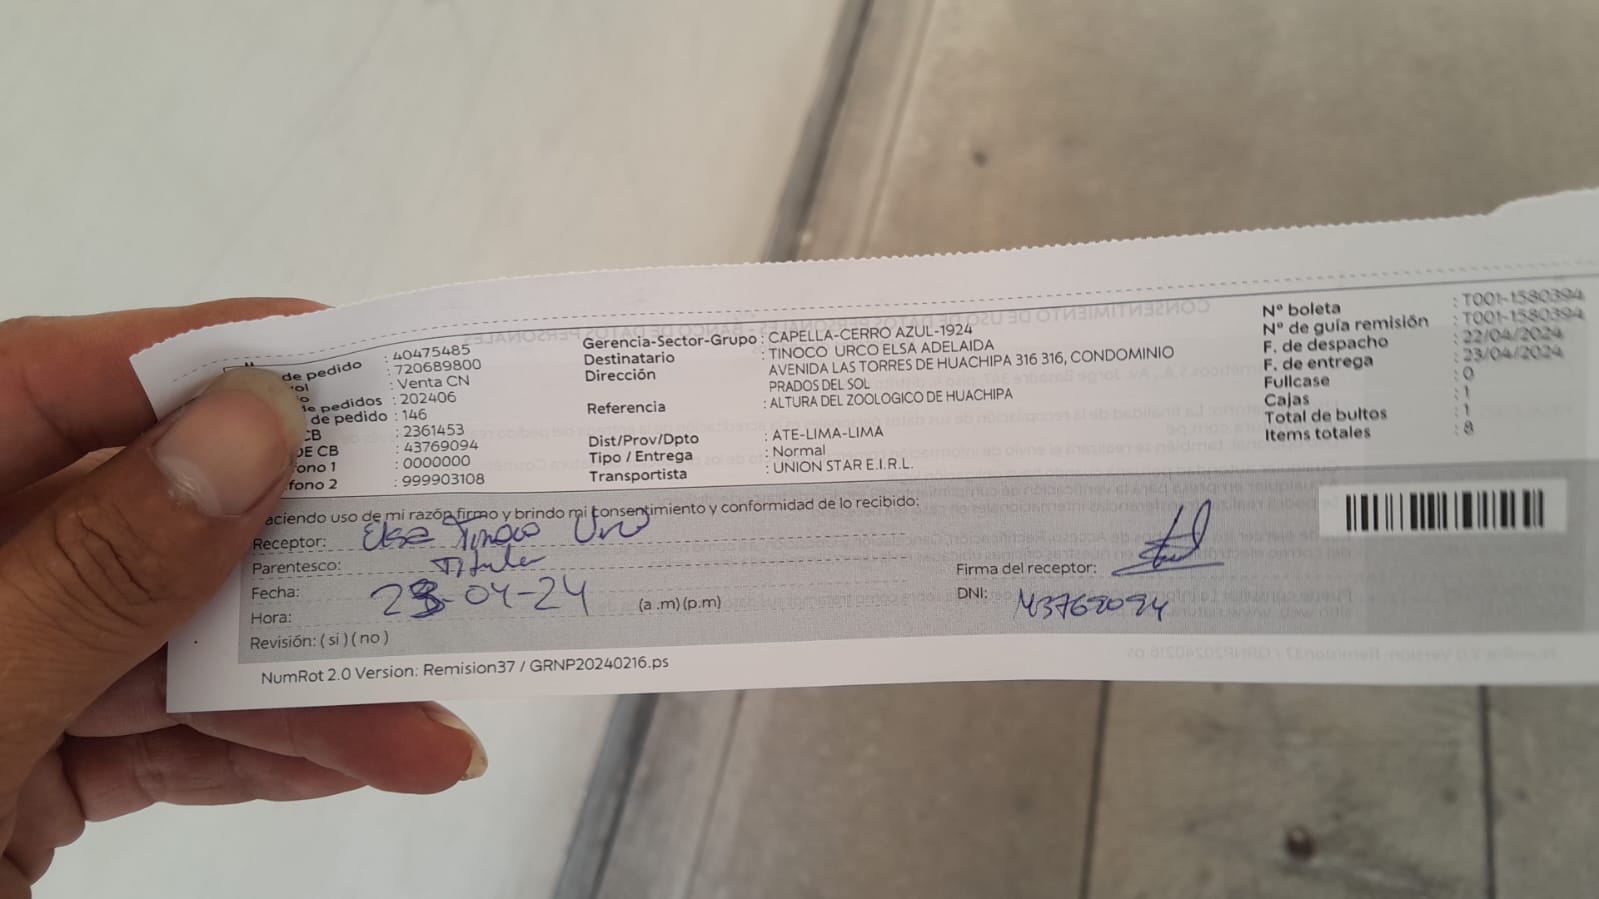 de pedido : 40475485
ol : 720689800
o : Venta CN
de pedidos : 202406
de pedido : 146
CB : 2361453
DE CB : 43769094
fono 1 : 0000000
fono 2 : 999903108
Gerencia-Sector-Grupo : CAPELLA-CERRO AZUL-1924
Destinatario : TINOCO URCO ELSA ADELAIDA
Dirección AVENIDA LAS TORRES DE HUACHIPA 316 316, CONDOMINIO
PRADOS DEL SOL
Referencia : ALTURA DEL ZOOLOGICO DE HUACHIPA
Dist/Prov/Dpto : ATE-LIMA-LIMA
Tipo / Entrega : Normal
Transportista : UNION STAR E.I.R.L.
N° boleta : T001-1580394
N° de guía remisión : T001-1580394
F. de despacho : 22/04/2024
F. de entrega : 23/04/2024
Fullcase : 0
Cajas : 1
Total de bultos : 1
Items totales : 8
aciendo uso de mi razón firmo y brindo mi consentimiento y conformidad de lo recibido:
Receptor: Elsa Tinoco Urco
Parentesco: Titular
Fecha: 23-04-24
Hora: (a .m) (p.m)
Revisión: ( si ) ( no )
Firma del receptor:
DNI: 43769094
NumRot 2.0 Version: Remision37 / GRNP20240216.ps